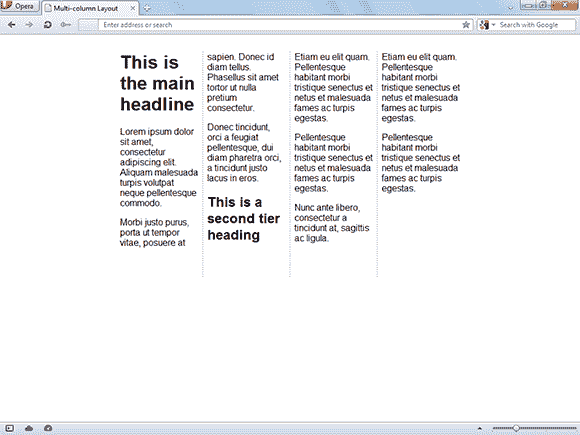 Opera
Multi-column Layout
Enter address or search
Search with Google
This is
the main
headline
Lorem ipsum dolor
sit amet,
consectetur
adipiscing elit.
Aliquam malesuada
turpis volutpat
neque pellentesque
commodo.
Morbi justo purus,
porta ut tempor
vitae, posuere at
sapien. Donec id
diam tellus.
Phasellus sit amet
tortor ut nulla
pretium
consectetur.
Donec tincidunt,
orci a feugiat
pellentesque, dui
diam pharetra orci,
a tincidunt justo
lacus in eros.
This is a
second tier
heading
Etiam eu elit quam.
Pellentesque
habitant morbi
tristique senectus et
netus et malesuada
fames ac turpis
egestas.
Pellentesque
habitant morbi
tristique senectus et
netus et malesuada
fames ac turpis
egestas.
Nunc ante libero,
consectetur a
tincidunt at, sagittis
ac ligula.
Etiam eu elit quam.
Pellentesque
habitant morbi
tristique senectus et
netus et malesuada
fames ac turpis
egestas.
Pellentesque
habitant morbi
tristique senectus et
netus et malesuada
fames ac turpis
egestas.